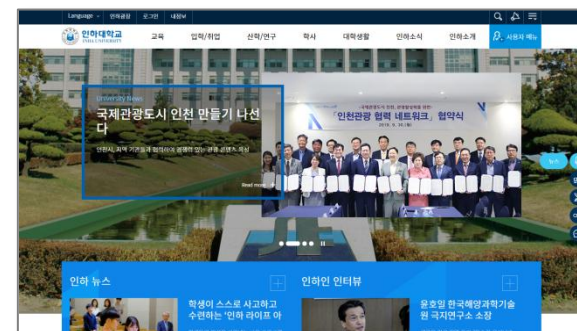 Language
인하광장
로그인
내정보
인하대학교
INHA UNIVERSITY
교육
입학/취업
산학/연구
학사
대학생활
인하소식
인하소개
사용자 메뉴
University News
국제관광도시 인천 만들기 나선
다
Read more
「인천관광 협력 네트워크」 협약식
뉴스
인하 뉴스
학생이 스스로 사고하고
수련하는 '인하 라이프 아
인하인 인터뷰
윤호일 한국해양과학기술
원 극지연구소 소장